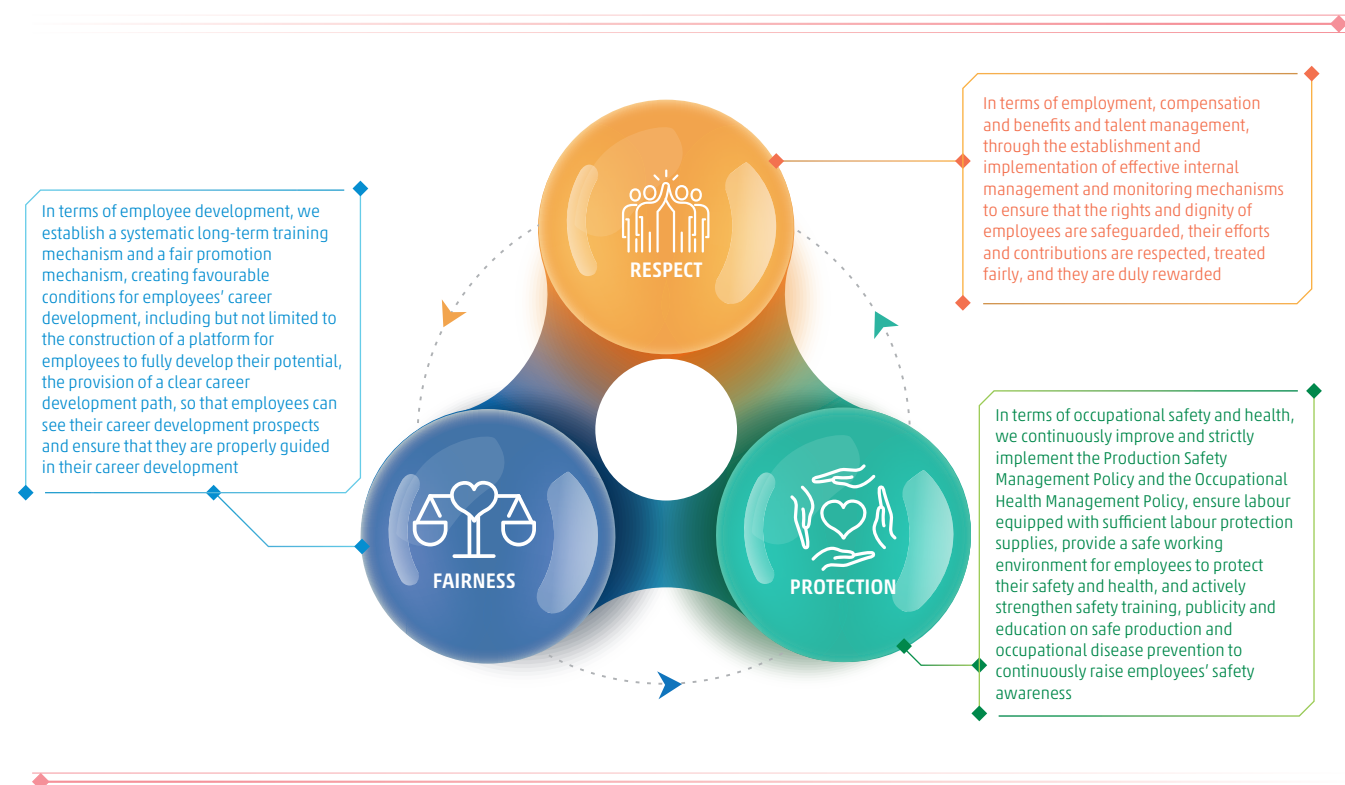 RESPECT
In terms of employment, compensation
and benefits and talent management,
through the establishment and
implementation of effective internal
management and monitoring mechanisms
to ensure that the rights and dignity of
employees are safeguarded, their efforts
and contributions are respected, treated
fairly, and they are duly rewarded
In terms of employee development, we
establish a systematic long-term training
mechanism and a fair promotion
mechanism, creating favourable
conditions for employees’ career
development, including but not limited to
the construction of a platform for
employees to fully develop their potential,
the provision of a clear career
development path, so that employees can
see their career development prospects
and ensure that they are properly guided
in their career development
FAIRNESS
PROTECTION
In terms of occupational safety and health,
we continuously improve and strictly
implement the Production Safety
Management Policy and the Occupational
Health Management Policy, ensure labour
equipped with sufficient labour protection
supplies, provide a safe working
environment for employees to protect
their safety and health, and actively
strengthen safety training, publicity and
education on safe production and
occupational disease prevention to
continuously raise employees’ safety
awareness